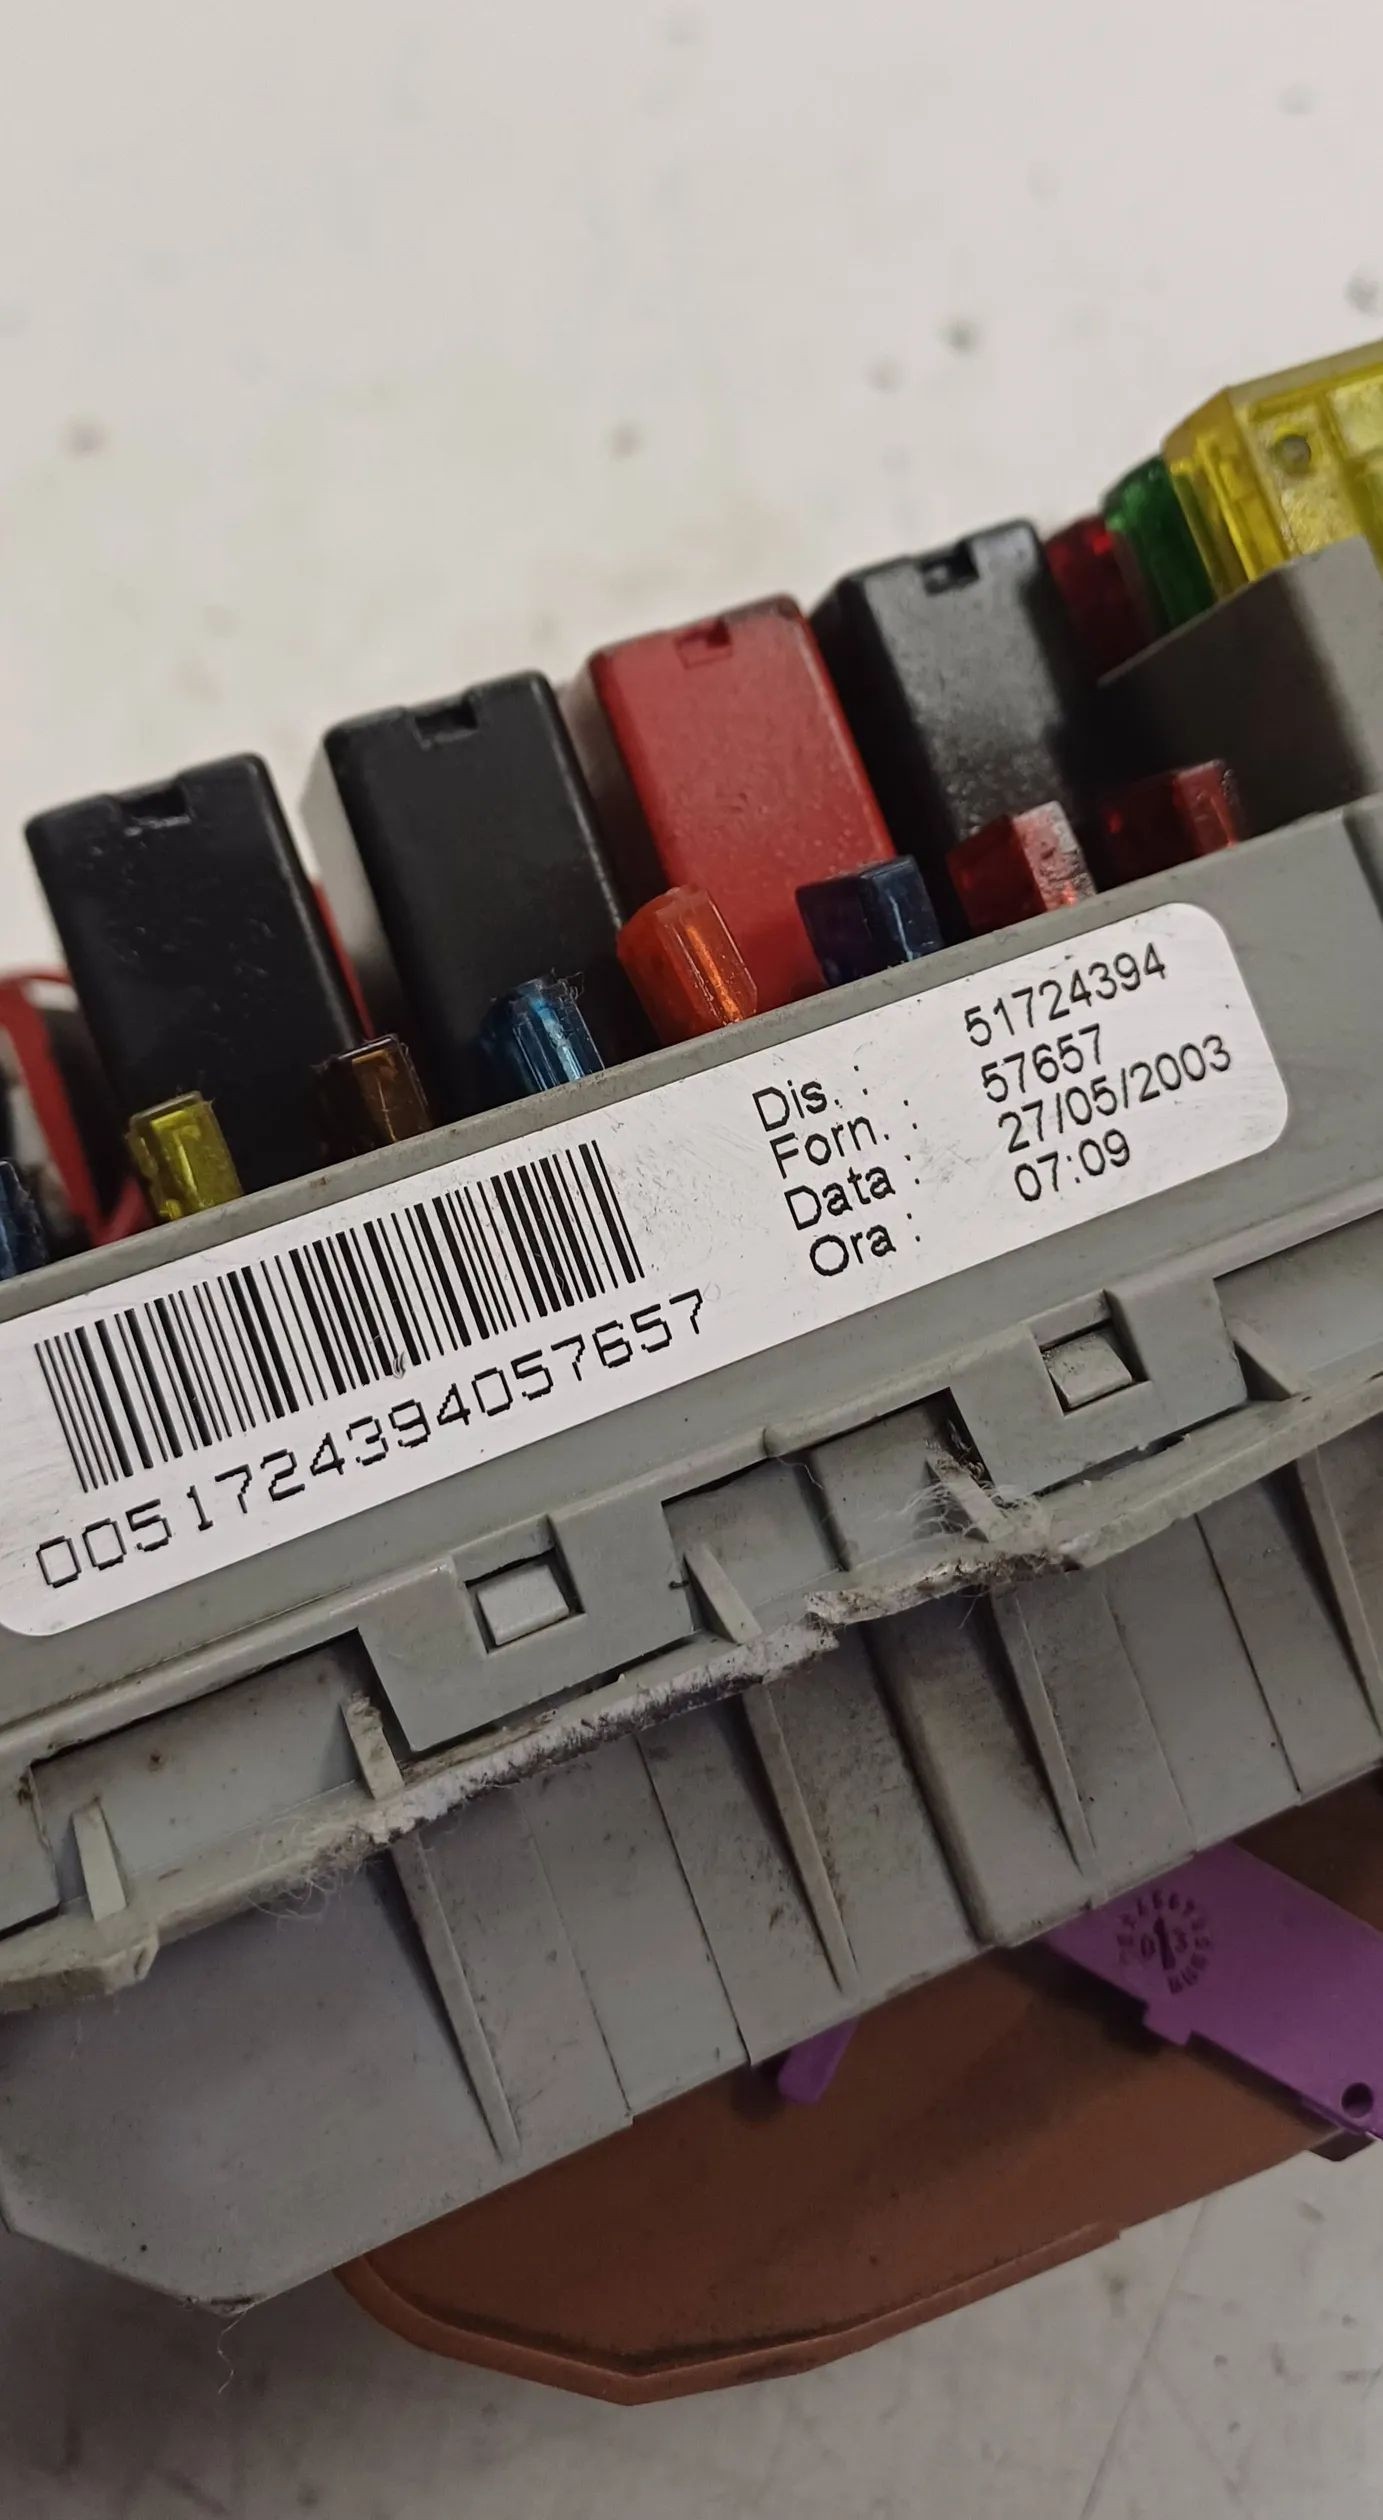 Dis. : 51724394
Forn. : 57657
Data : 27/05/2003
Ora : 07:09
0051724394057657